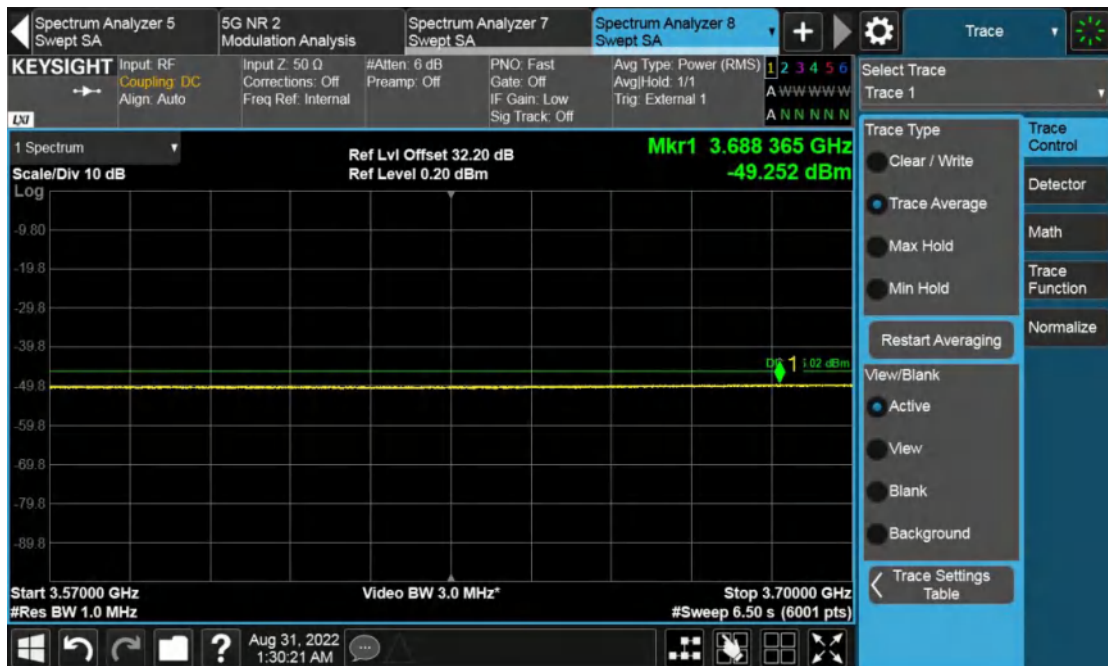 Spectrum Analyzer 5
Swept SA
5G NR 2
Modulation Analysis
Spectrum Analyzer 7
Swept SA
Spectrum Analyzer 8
Swept SA
Trace
KEYSIGHT
LXI
Input: RF
Coupling: DC
Align: Auto
Input Z: 50 Ω
Corrections: Off
Freq Ref: Internal
#Atten: 6 dB
Preamp: Off
PNO: Fast
Gate: Off
IF Gain: Low
Sig Track: Off
Avg Type: Power (RMS)
Avg|Hold: 1/1
Trig: External 1
1 2 3 4 5 6
A W W W W W
A N N N N N
Select Trace
Trace 1
1 Spectrum
Scale/Div 10 dB
Log
Ref Lvl Offset 32.20 dB
Ref Level 0.20 dBm
Mkr1 3.688 365 GHz
-49.252 dBm
-9.80
-19.8
-29.8
-39.8
-49.8
-59.8
-69.8
-79.8
-89.8
1
Start 3.57000 GHz
#Res BW 1.0 MHz
Video BW 3.0 MHz*
Stop 3.70000 GHz
#Sweep 6.50 s (6001 pts)
Trace Type
Clear / Write
Trace Average
Max Hold
Min Hold
Restart Averaging
View/Blank
Active
View
Blank
Background
Trace Settings
Table
Trace
Control
Detector
Math
Trace
Function
Normalize
?
Aug 31, 2022
1:30:21 AM